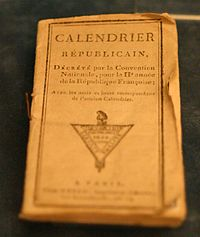 CALENDRIER
RÉPUBLICAIN,
Décrété par la Convention
Nationale, pour la IIe année
de la République Française;
Avec les mois et jours correspondans
de l'ancien Calendrier.
A PARIS,